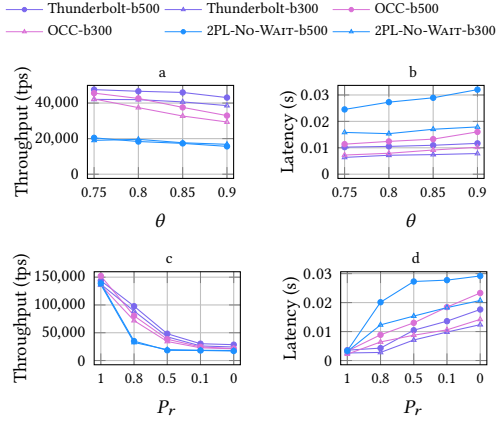 Thunderbolt-b500 Thunderbolt-b300 OCC-b500
OCC-b300 2PL-No-Wait-b500 2PL-No-Wait-b300
a
Throughput (tps)
40,000
20,000
0
0.75 0.8 0.85 0.9
θ
b
Latency (s)
0.03
0.02
0.01
0
0.75 0.8 0.85 0.9
θ
c
Throughput (tps)
150,000
100,000
50,000
0
1 0.8 0.5 0.1 0
P_r
d
Latency (s)
0.03
0.02
0.01
0
1 0.8 0.5 0.1 0
P_r